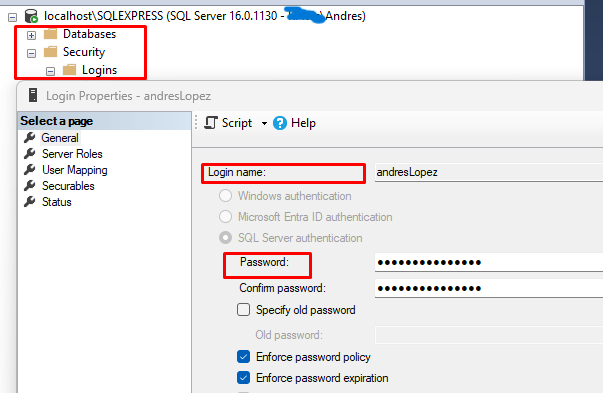 localhost\SQLEXPRESS (SQL Server 16.0.1130 - \Andres)
Databases
Security
Logins
Login Properties - andresLopez
Select a page
General
Server Roles
User Mapping
Securables
Status
Script
Help
Login name:
andresLopez
Windows authentication
Microsoft Entra ID authentication
SQL Server authentication
Password:
●●●●●●●●●●●●●●●
Confirm password:
●●●●●●●●●●●●●●●
Specify old password
Old password:
Enforce password policy
Enforce password expiration